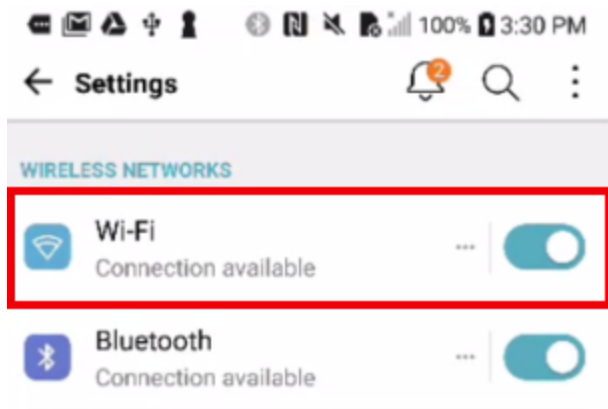 100% 3:30 PM
Settings
2
WIRELESS NETWORKS
Wi-Fi
Connection available
Bluetooth
Connection available